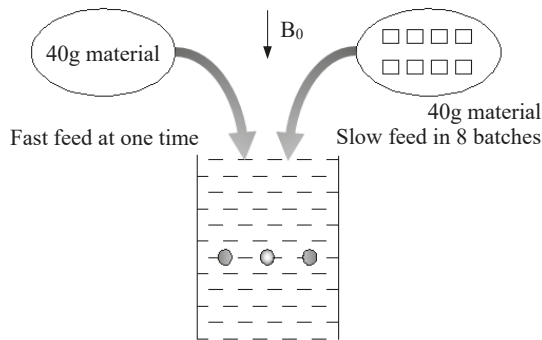 40g material
B₀
40g material
Fast feed at one time
Slow feed in 8 batches